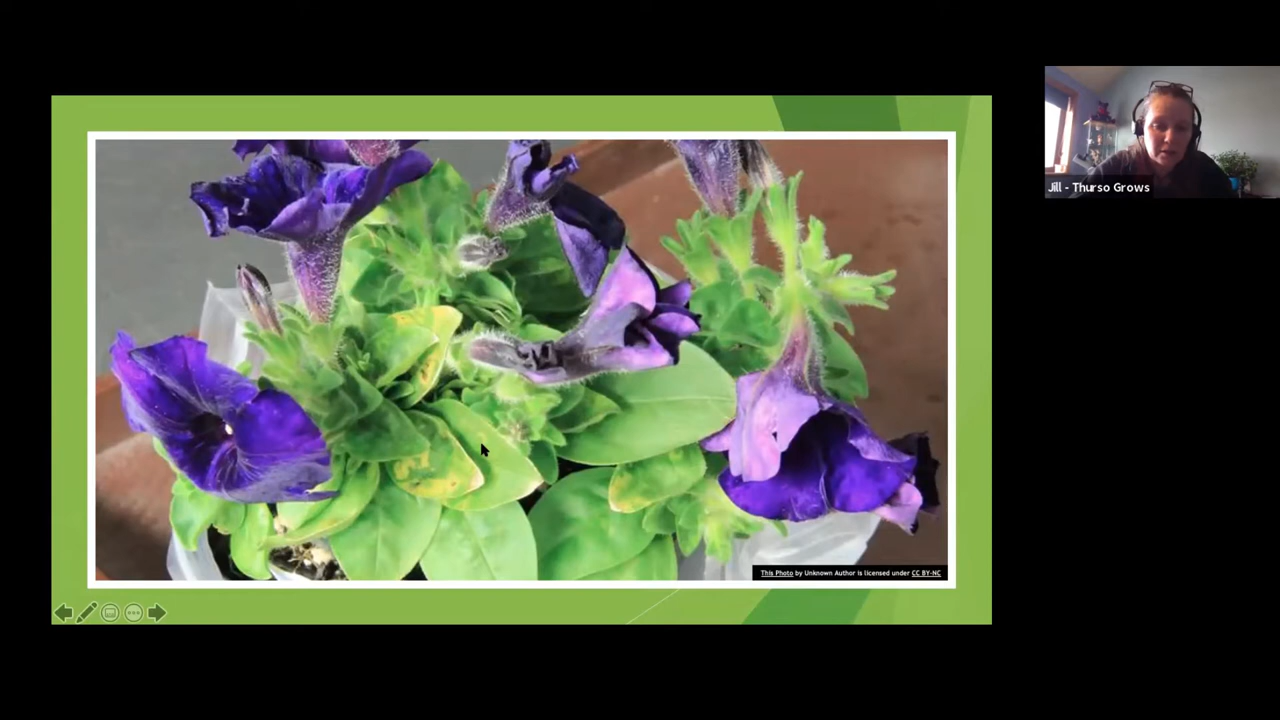 Jill - Thurso Grows
This Photo by Unknown Author is licensed under CC BY-NC